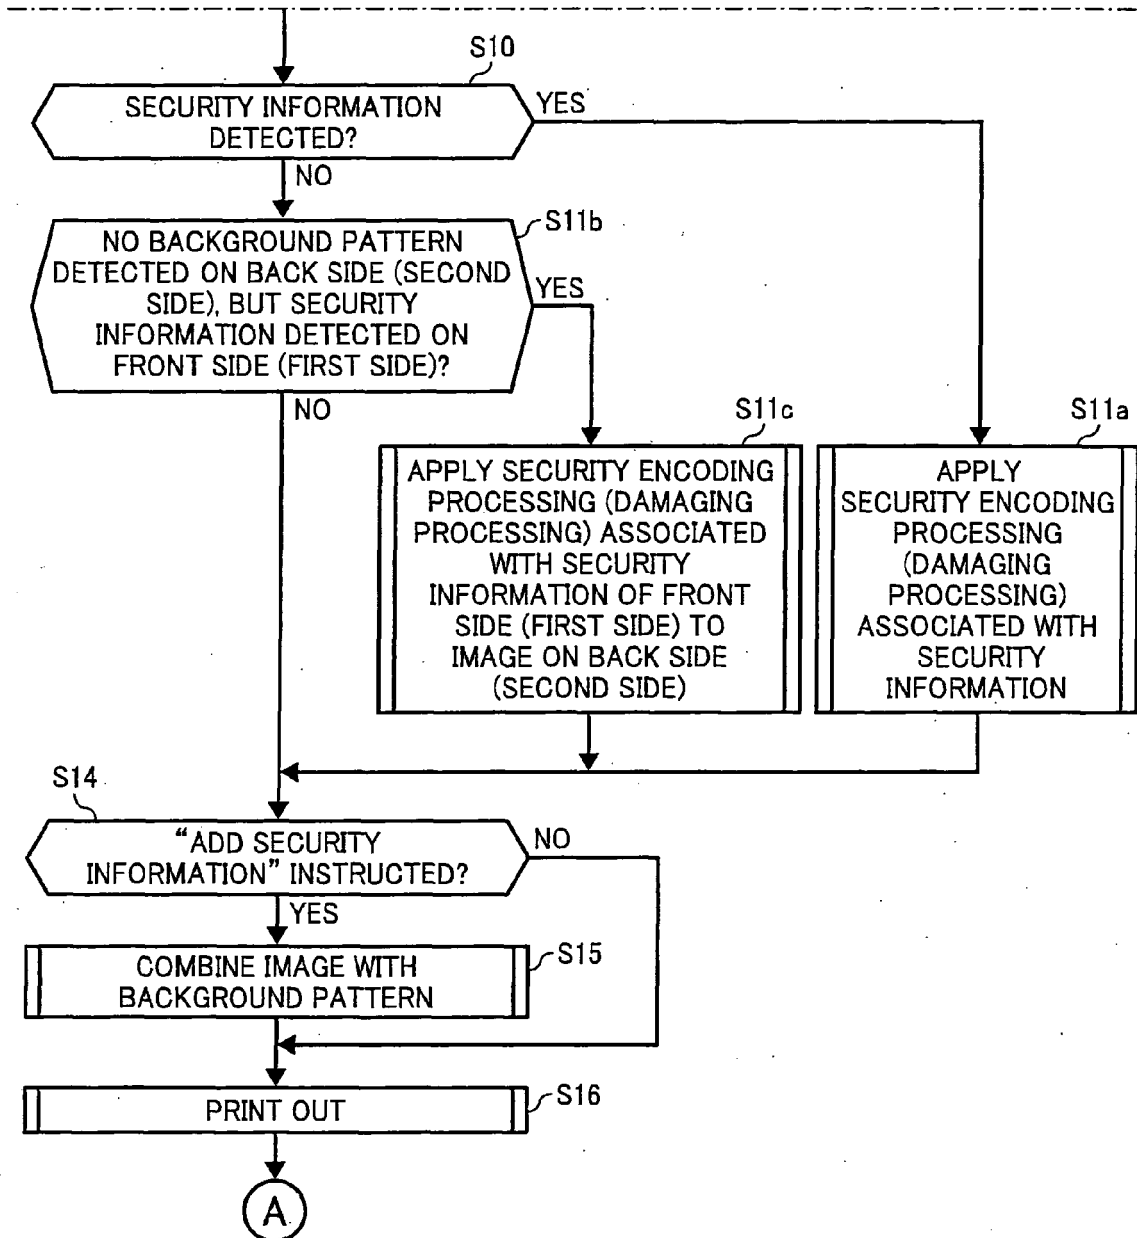 S10
SECURITY INFORMATION
DETECTED?
YES
NO
S11b
NO BACKGROUND PATTERN
DETECTED ON BACK SIDE (SECOND
SIDE), BUT SECURITY
INFORMATION DETECTED ON
FRONT SIDE (FIRST SIDE)?
YES
NO
S11c
APPLY SECURITY ENCODING
PROCESSING (DAMAGING
PROCESSING) ASSOCIATED
WITH SECURITY
INFORMATION OF FRONT
SIDE (FIRST SIDE) TO
IMAGE ON BACK SIDE
(SECOND SIDE)
S11a
APPLY
SECURITY ENCODING
PROCESSING
(DAMAGING
PROCESSING)
ASSOCIATED WITH
SECURITY
INFORMATION
S14
“ADD SECURITY
INFORMATION” INSTRUCTED?
NO
YES
S15
COMBINE IMAGE WITH
BACKGROUND PATTERN
S16
PRINT OUT
A